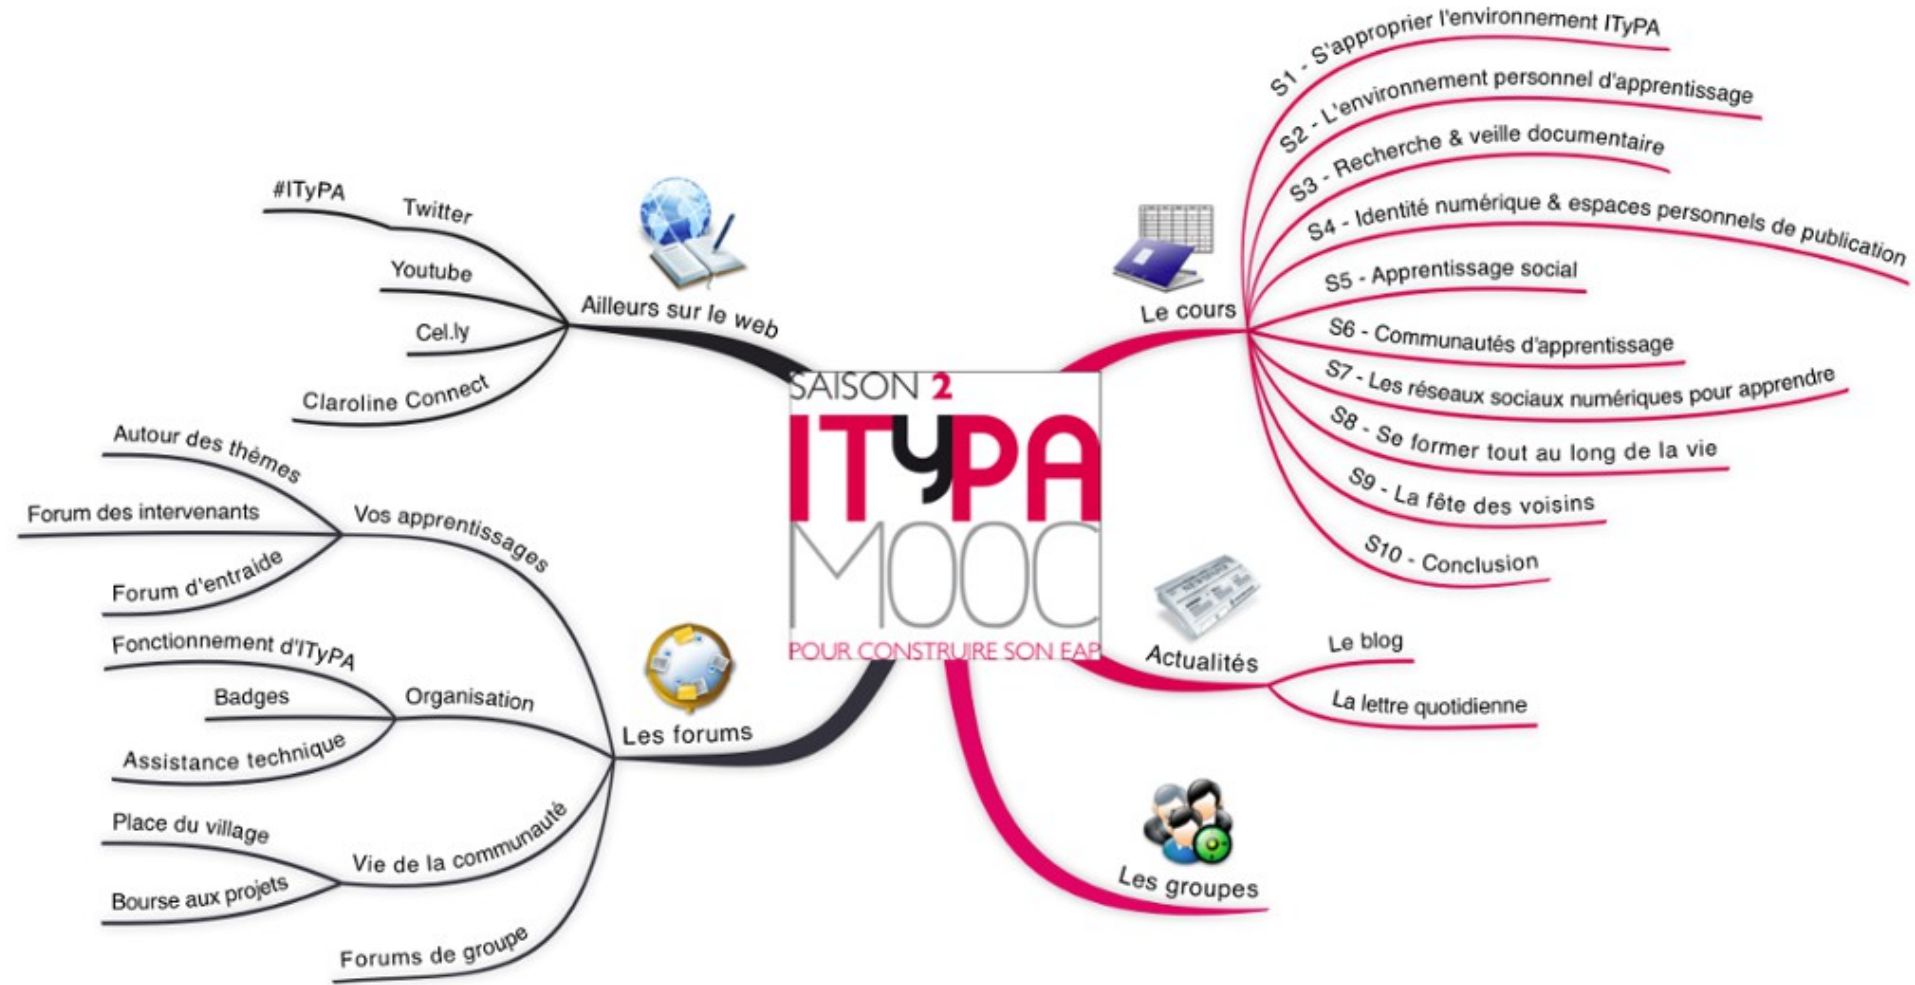 SAISON 2
ITyPA
MOOC
POUR CONSTRUIRE SON EAP
Le cours
S1 - S'approprier l'environnement ITyPA
S2 - L'environnement personnel d'apprentissage
S3 - Recherche & veille documentaire
S4 - Identité numérique & espaces personnels de publication
S5 - Apprentissage social
S6 - Communautés d'apprentissage
S7 - Les réseaux sociaux numériques pour apprendre
S8 - Se former tout au long de la vie
S9 - La fête des voisins
S10 - Conclusion
Actualités
Le blog
La lettre quotidienne
Les groupes
Ailleurs sur le web
Twitter
#ITyPA
Youtube
Cel.ly
Claroline Connect
Les forums
Vos apprentissages
Autour des thèmes
Forum des intervenants
Forum d'entraide
Organisation
Fonctionnement d'ITyPA
Badges
Assistance technique
Vie de la communauté
Place du village
Bourse aux projets
Forums de groupe